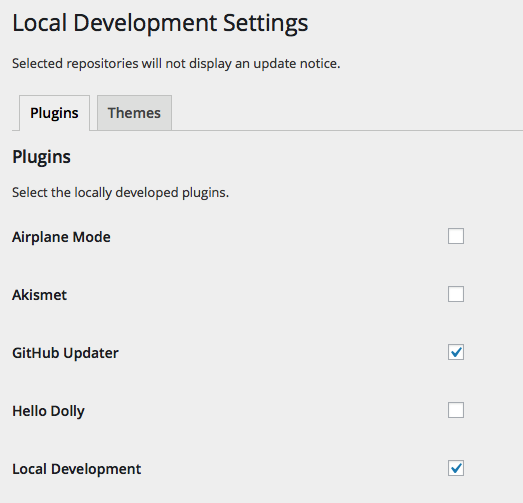 Local Development Settings
Selected repositories will not display an update notice.
Plugins Themes
Plugins
Select the locally developed plugins.
Airplane Mode
Akismet
GitHub Updater
Hello Dolly
Local Development